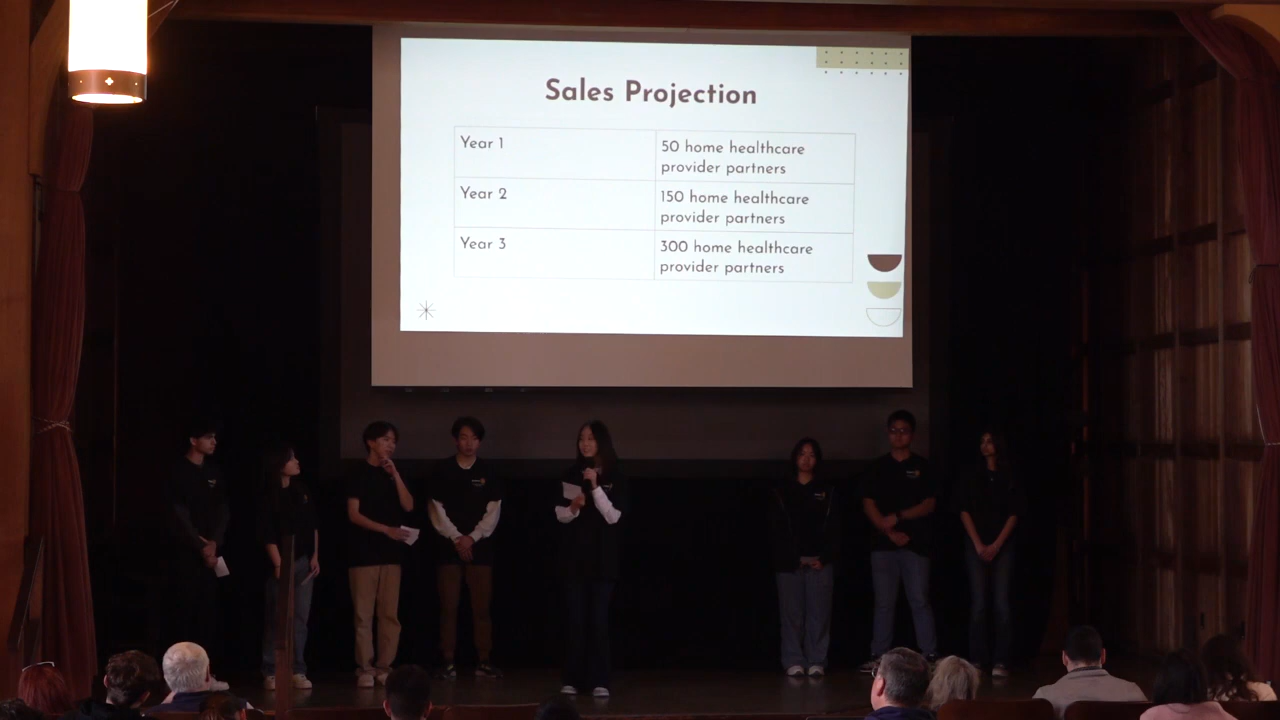 Sales Projection
Year 1
50 home healthcare
provider partners
Year 2
150 home healthcare
provider partners
Year 3
300 home healthcare
provider partners